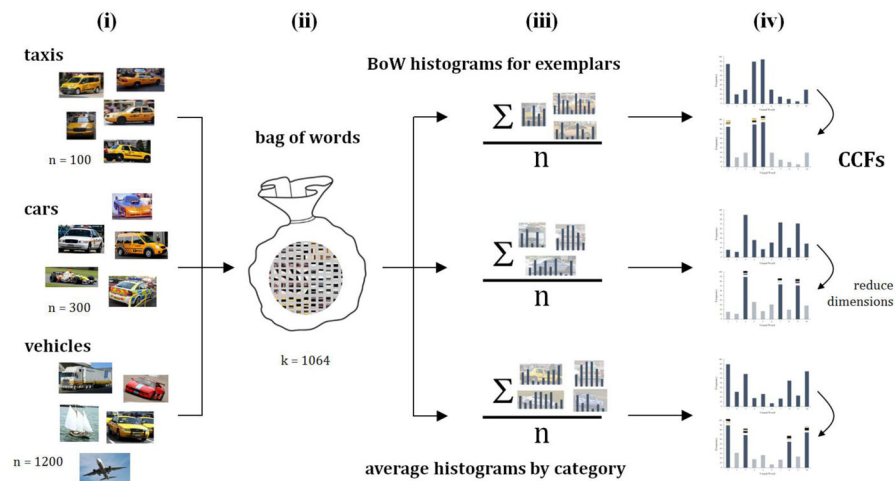 (i)
(ii)
(iii)
(iv)
taxis
n = 100
cars
n = 300
vehicles
n = 1200
bag of words
k = 1064
BoW histograms for exemplars
Σ
n
Σ
n
Σ
n
average histograms by category
CCFs
reduce
dimensions